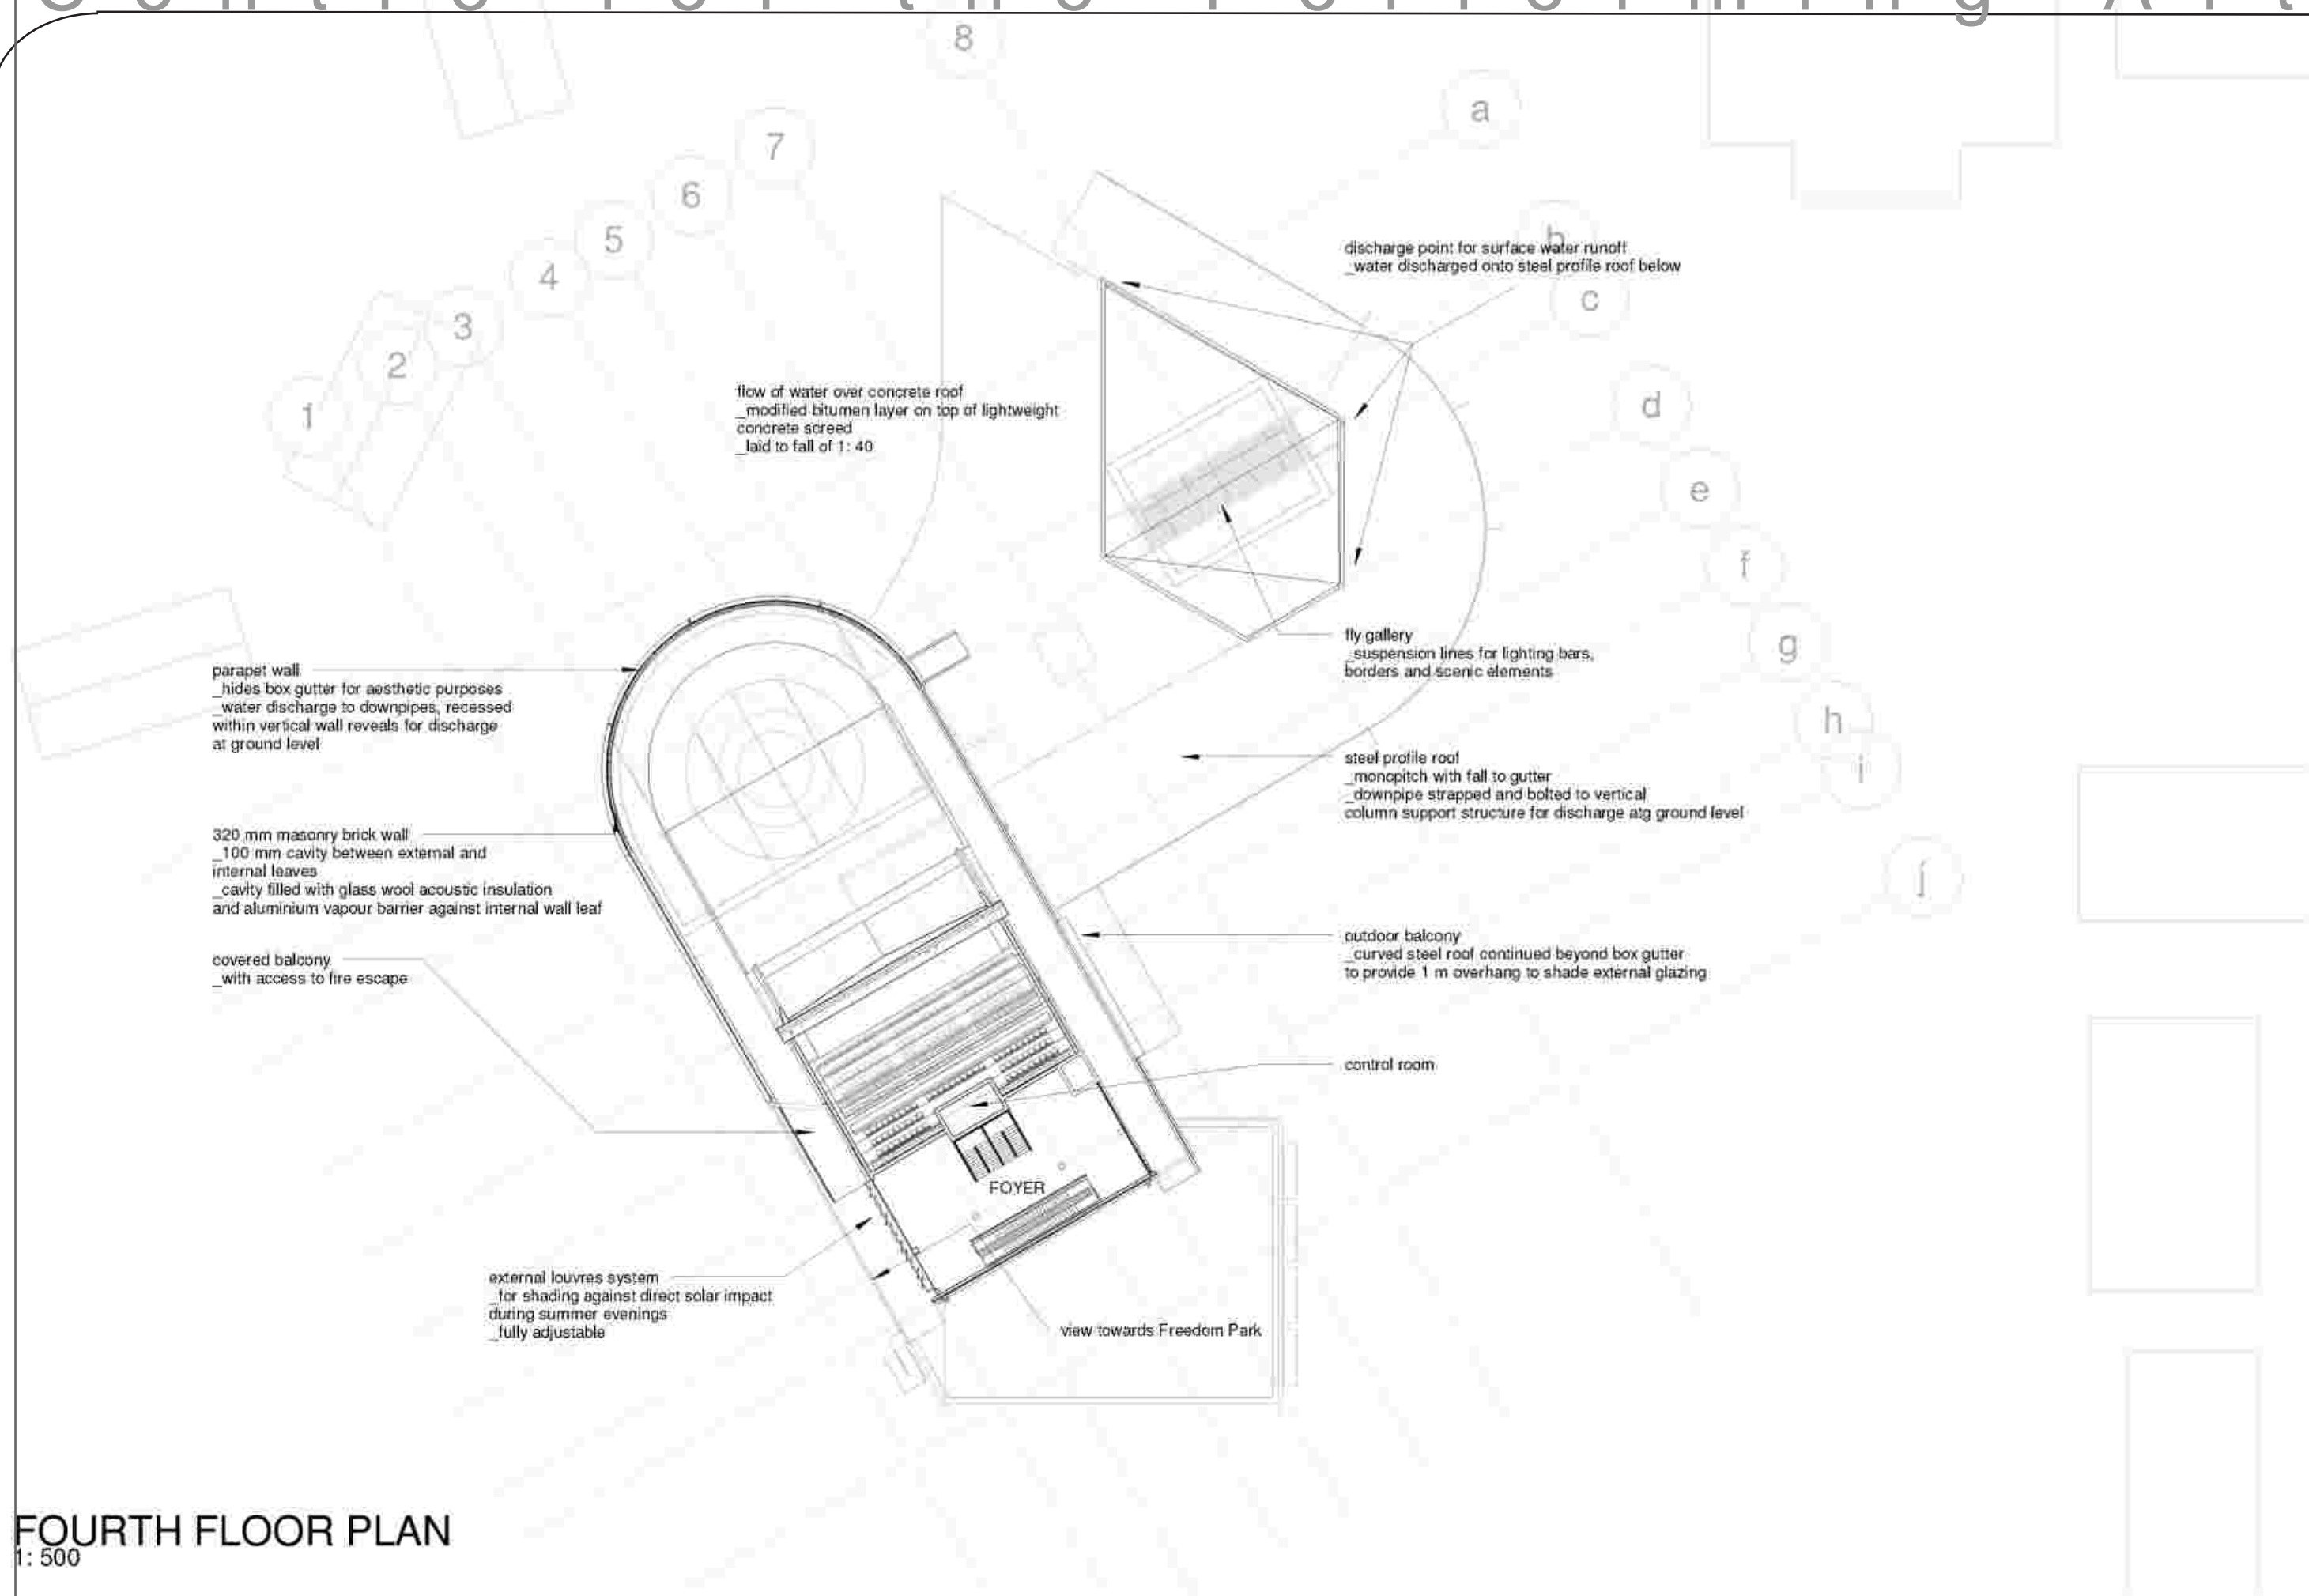 Centre for the Performing Art
8
a
7
6
5
4
3
2
1
b
c
d
e
f
g
h
i
j
discharge point for surface water runoff
_water discharged onto steel profile roof below
flow of water over concrete roof
_modified bitumen layer on top of lightweight
concrete screed
_laid to fall of 1: 40
fly gallery
_suspension lines for lighting bars,
borders and scenic elements
parapet wall
_hides box gutter for aesthetic purposes
_water discharge to downpipes, recessed
within vertical wall reveals for discharge
at ground level
steel profile roof
_monopitch with fall to gutter
_downpipe strapped and bolted to vertical
column support structure for discharge atg ground level
320 mm masonry brick wall
_100 mm cavity between external and
internal leaves
_cavity filled with glass wool acoustic insulation
and aluminium vapour barrier against internal wall leaf
outdoor balcony
_curved steel roof continued beyond box gutter
to provide 1 m overhang to shade external glazing
covered balcony
_with access to fire escape
control room
FOYER
external louvres system
_for shading against direct solar impact
during summer evenings
_fully adjustable
view towards Freedom Park
FOURTH FLOOR PLAN
1: 500